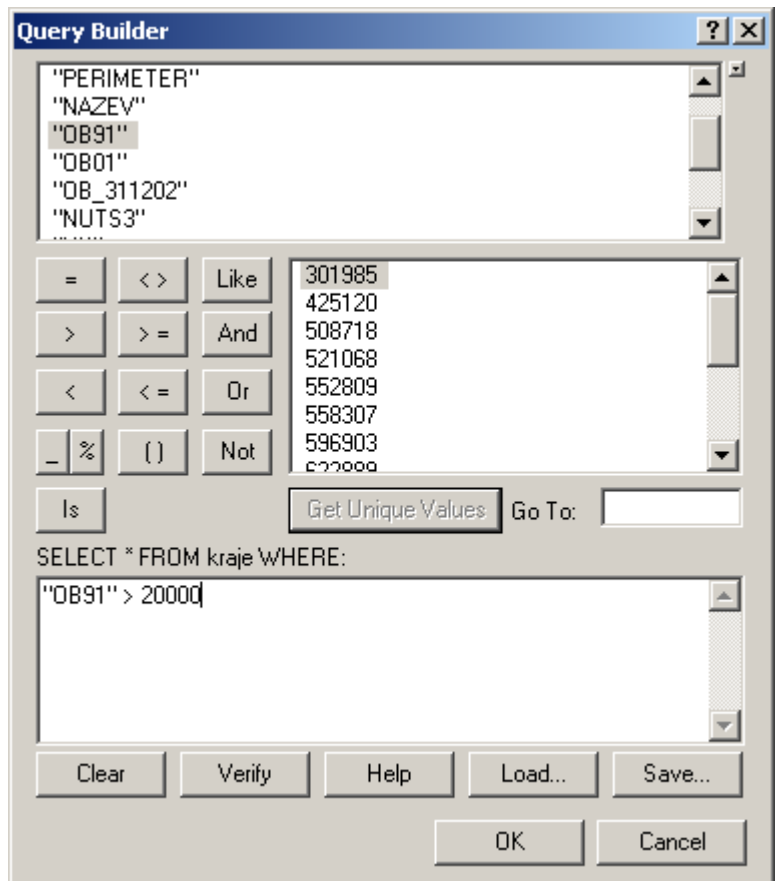 Query Builder
"PERIMETER"
"NAZEV"
"OB91"
"OB01"
"OB_311202"
"NUTS3"
= < > Like
> > = And
< < = Or
_ % ( ) Not
Is
301985
425120
508718
521068
552809
558307
596903
Get Unique Values Go To:
SELECT * FROM kraje WHERE:
"OB91" > 20000
Clear Verify Help Load... Save...
OK Cancel